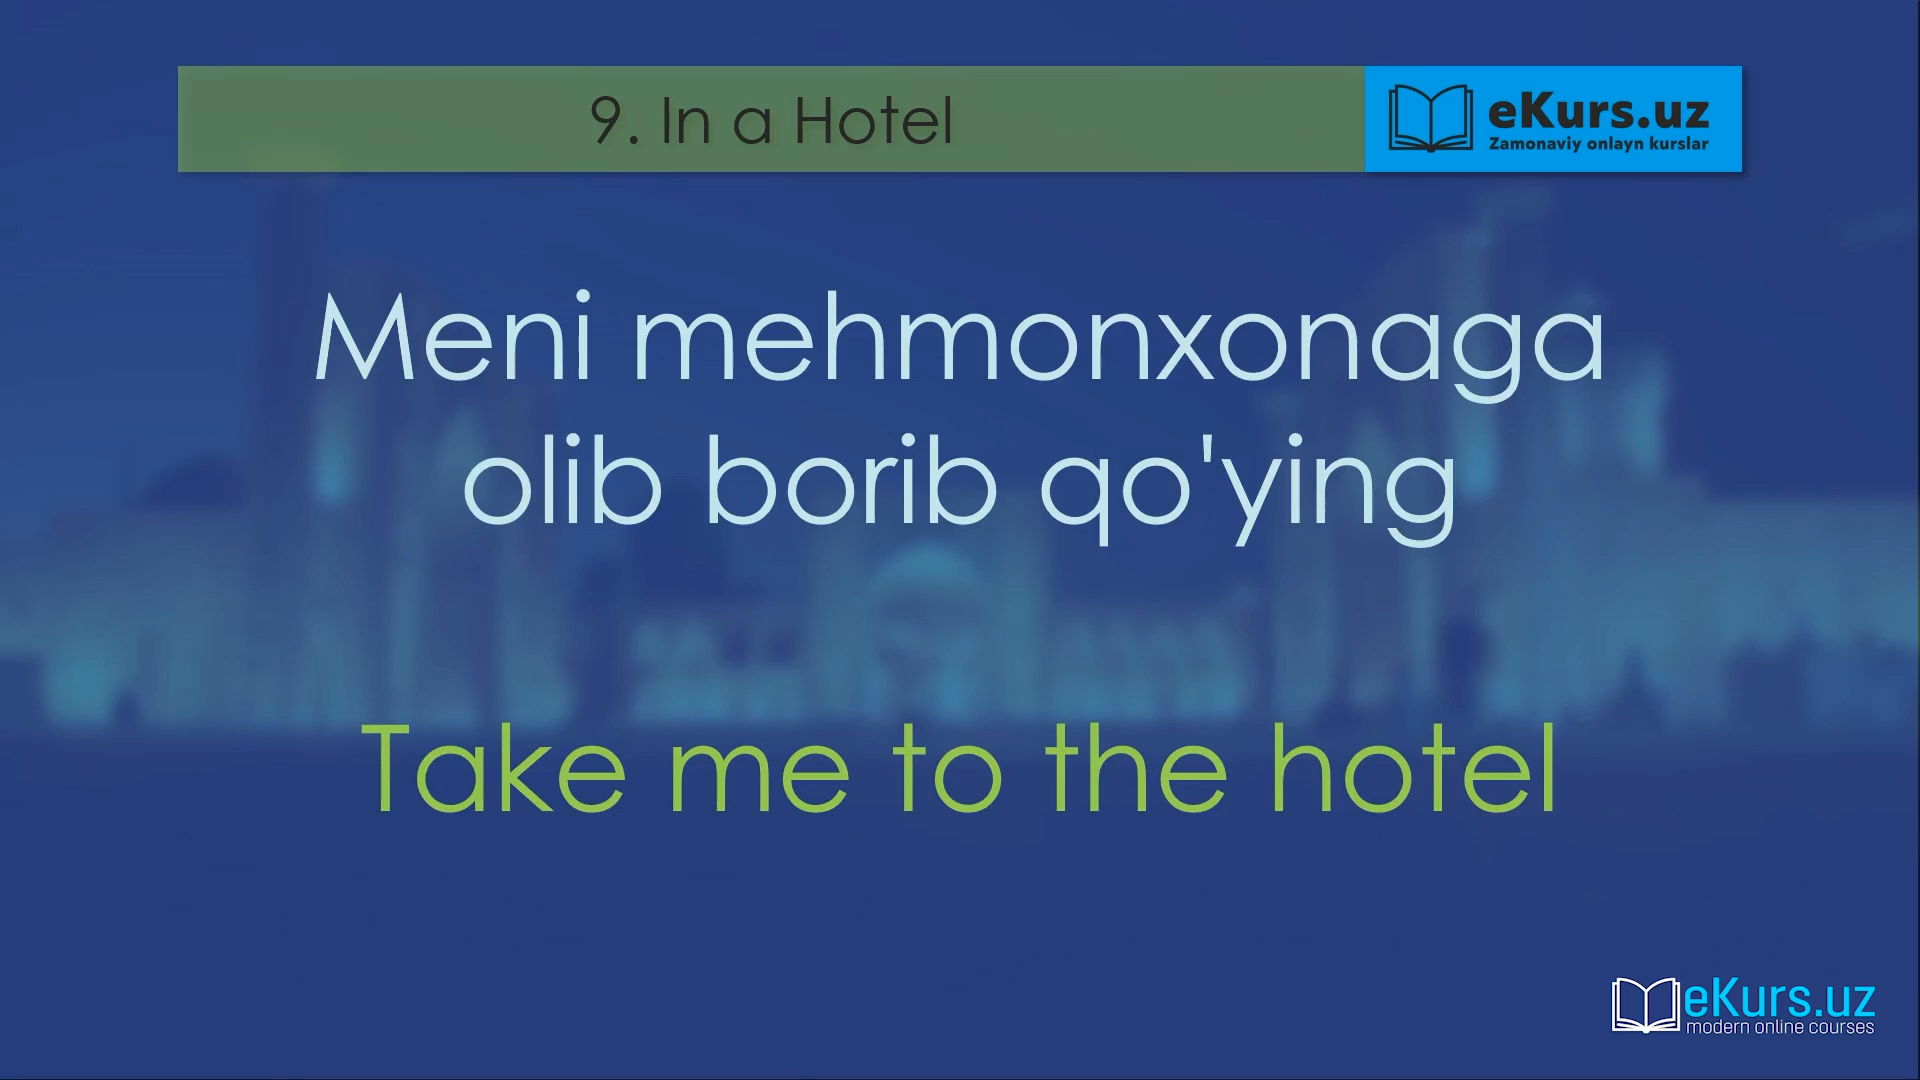 9. In a Hotel
eKurs.uz
Zamonaviy onlayn kurslar
Meni mehmonxonaga
olib borib qo'ying
Take me to the hotel
eKurs.uz
modern online courses